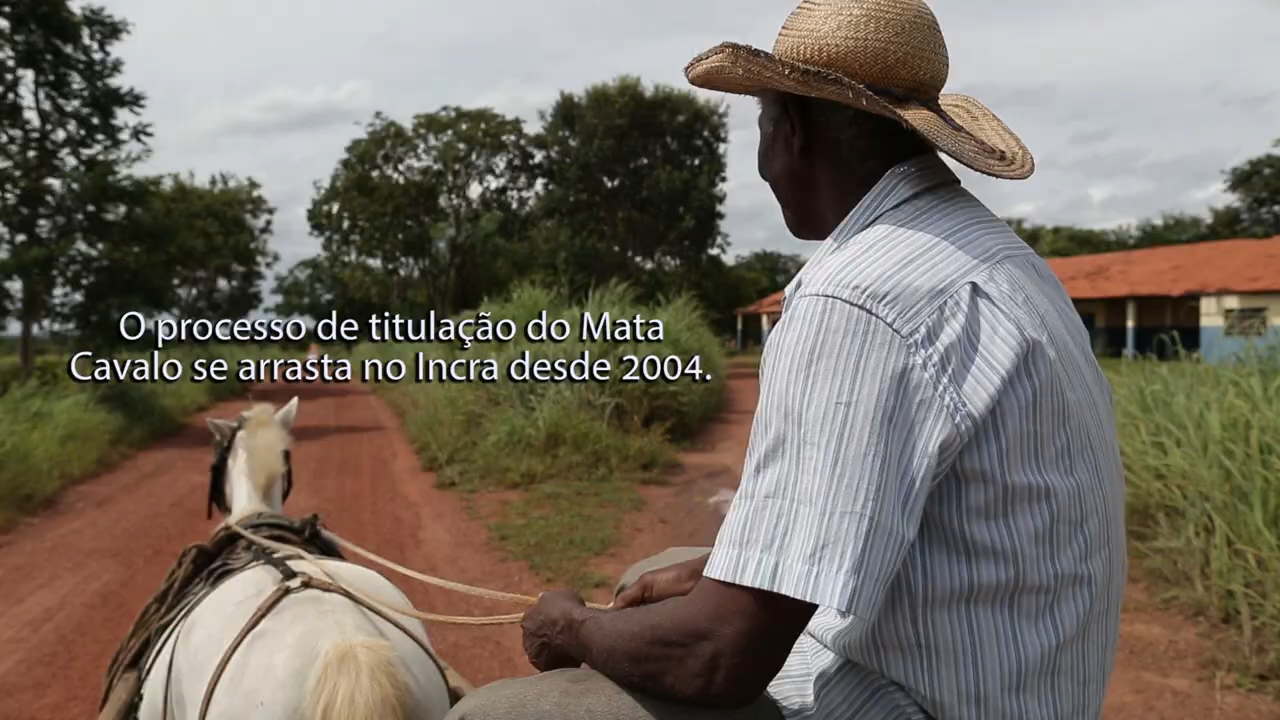 O processo de titulação do Mata
Cavalo se arrasta no Incra desde 2004.